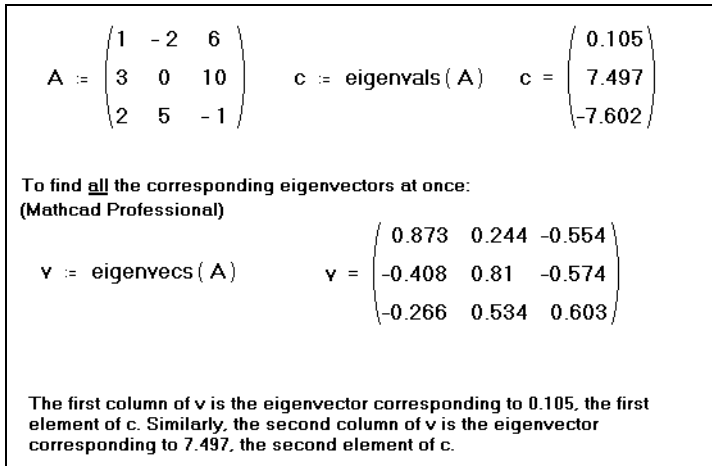 A := ( 1 - 2 6
3 0 10
2 5 - 1 ) c := eigenvals ( A ) c = ( 0.105
7.497
-7.602 )
To find all the corresponding eigenvectors at once:
(Mathcad Professional)
v := eigenvecs ( A ) v = ( 0.873 0.244 -0.554
-0.408 0.81 -0.574
-0.266 0.534 0.603 )
The first column of v is the eigenvector corresponding to 0.105, the first
element of c. Similarly, the second column of v is the eigenvector
corresponding to 7.497, the second element of c.